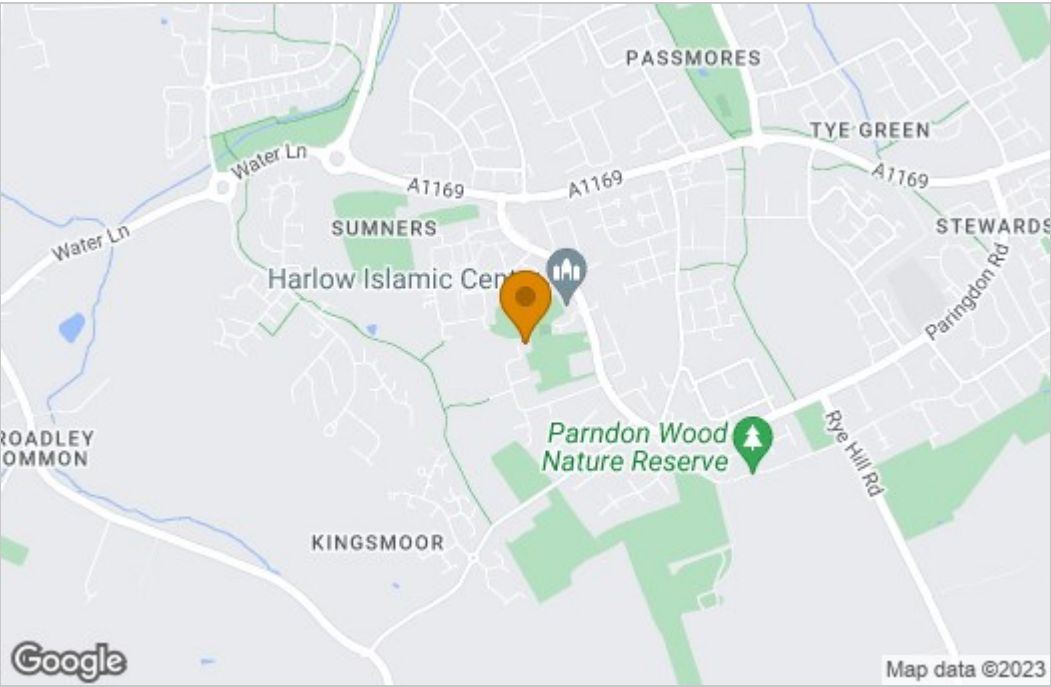 PASSMORES
TYE GREEN
Water Ln
A1169
A1169
A1169
SUMNERS
STEWARDS
Water Ln
Harlow Islamic Cent
Paringdon Rd
ROADLEY
OMMON
Parndon Wood
Nature Reserve
Rye Hill Rd
KINGSMOOR
Google
Map data ©2023